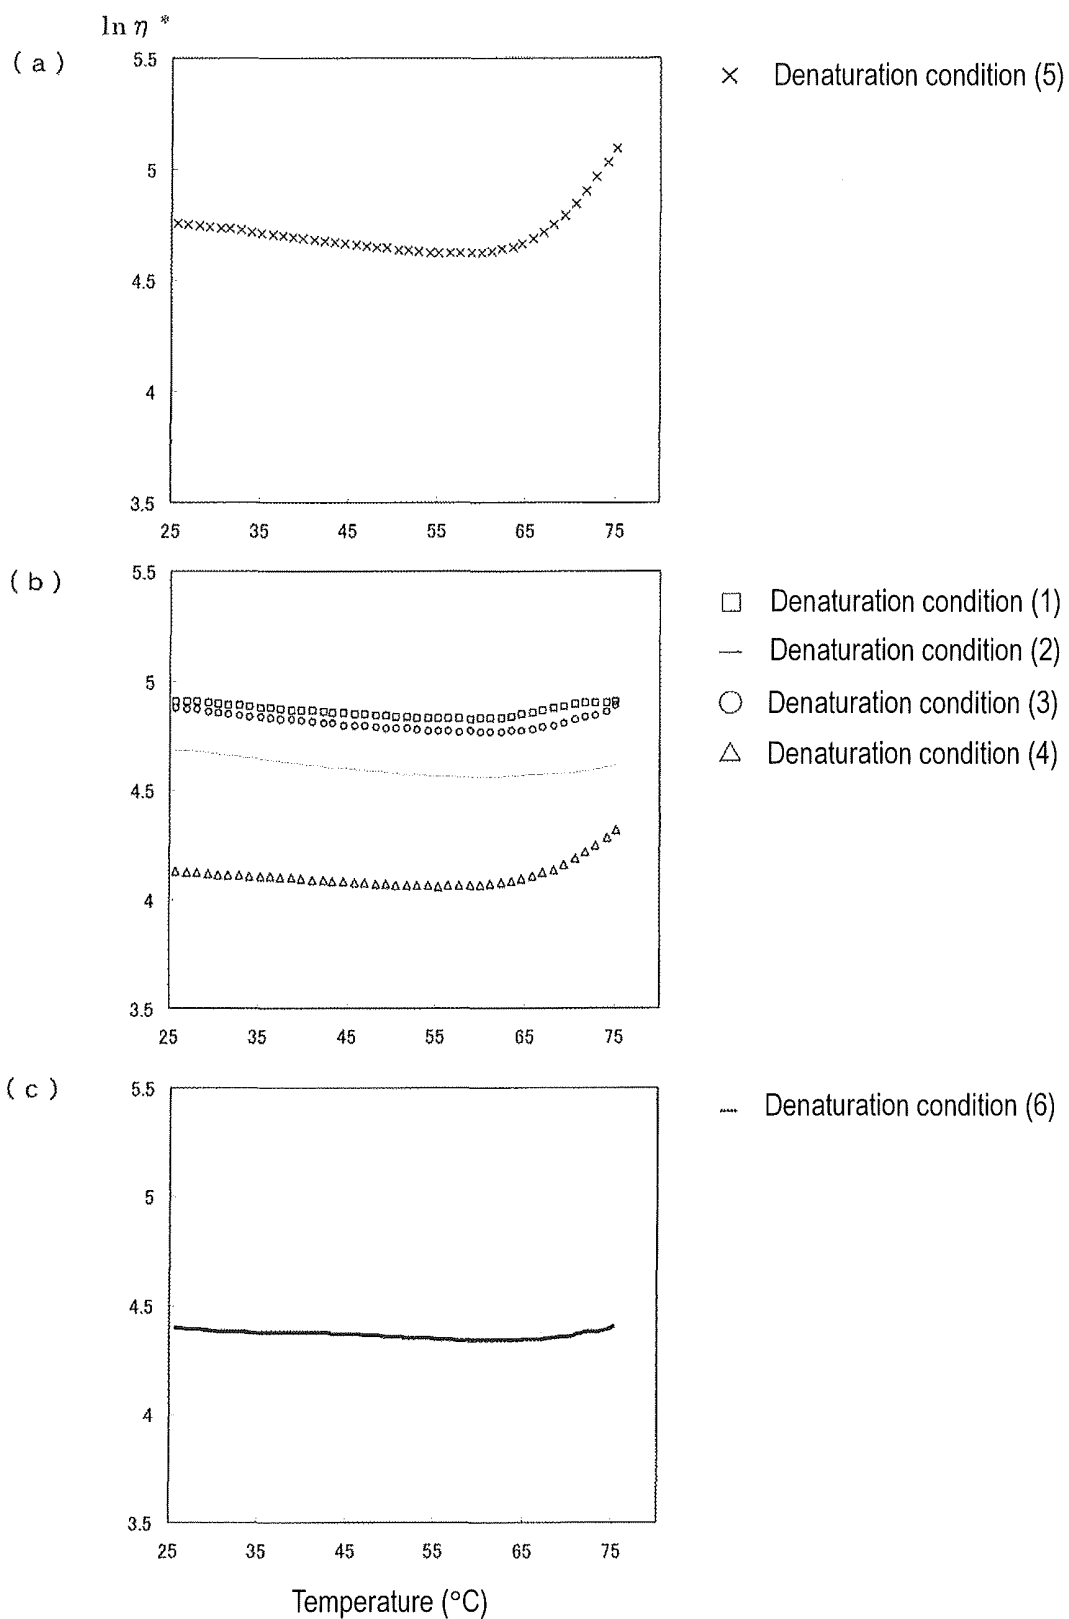 ln η *
(a)
5.5
5
4.5
4
3.5
25 35 45 55 65 75
× Denaturation condition (5)
(b)
5.5
5
4.5
4
3.5
25 35 45 55 65 75
□ Denaturation condition (1)
— Denaturation condition (2)
○ Denaturation condition (3)
△ Denaturation condition (4)
(c)
5.5
5
4.5
4
3.5
25 35 45 55 65 75
Denaturation condition (6)
Temperature (°C)